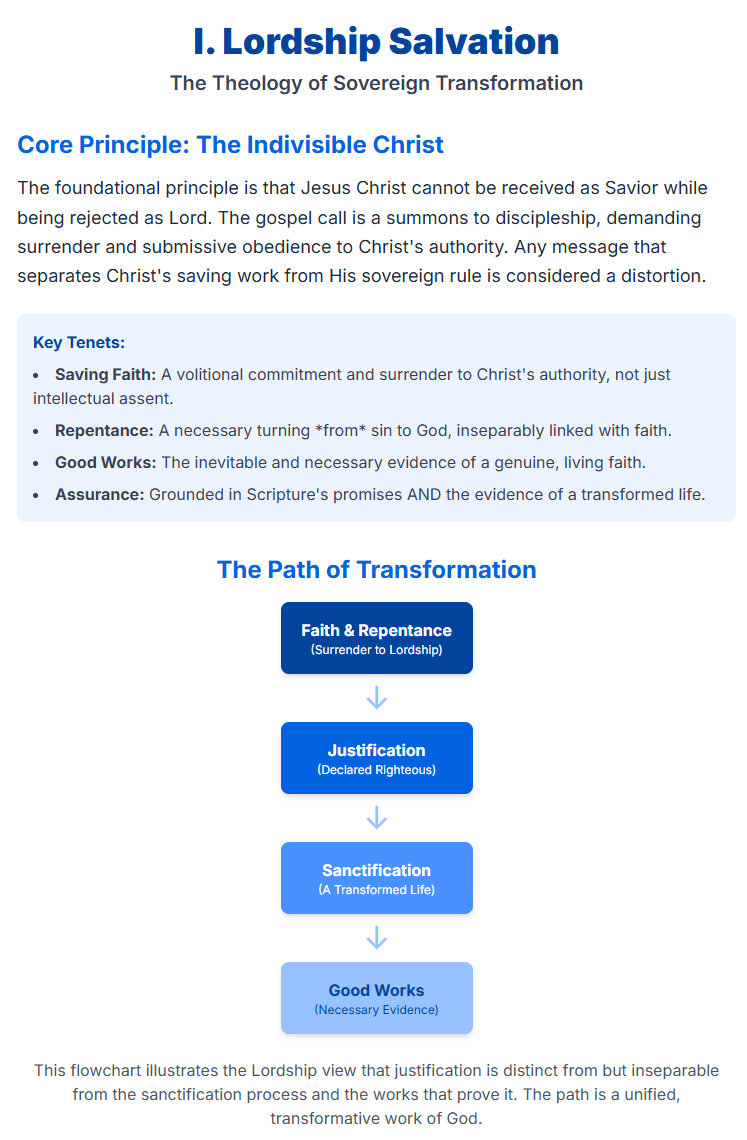 I. Lordship Salvation
The Theology of Sovereign Transformation
Core Principle: The Indivisible Christ
The foundational principle is that Jesus Christ cannot be received as Savior while
being rejected as Lord. The gospel call is a summons to discipleship, demanding
surrender and submissive obedience to Christ's authority. Any message that
separates Christ's saving work from His sovereign rule is considered a distortion.
Key Tenets:
• Saving Faith: A volitional commitment and surrender to Christ's authority, not just
intellectual assent.
• Repentance: A necessary turning *from* sin to God, inseparably linked with faith.
• Good Works: The inevitable and necessary evidence of a genuine, living faith.
• Assurance: Grounded in Scripture's promises AND the evidence of a transformed life.
The Path of Transformation
Faith & Repentance
(Surrender to Lordship)
Justification
(Declared Righteous)
Sanctification
(A Transformed Life)
Good Works
(Necessary Evidence)
This flowchart illustrates the Lordship view that justification is distinct from but inseparable
from the sanctification process and the works that prove it. The path is a unified,
transformative work of God.